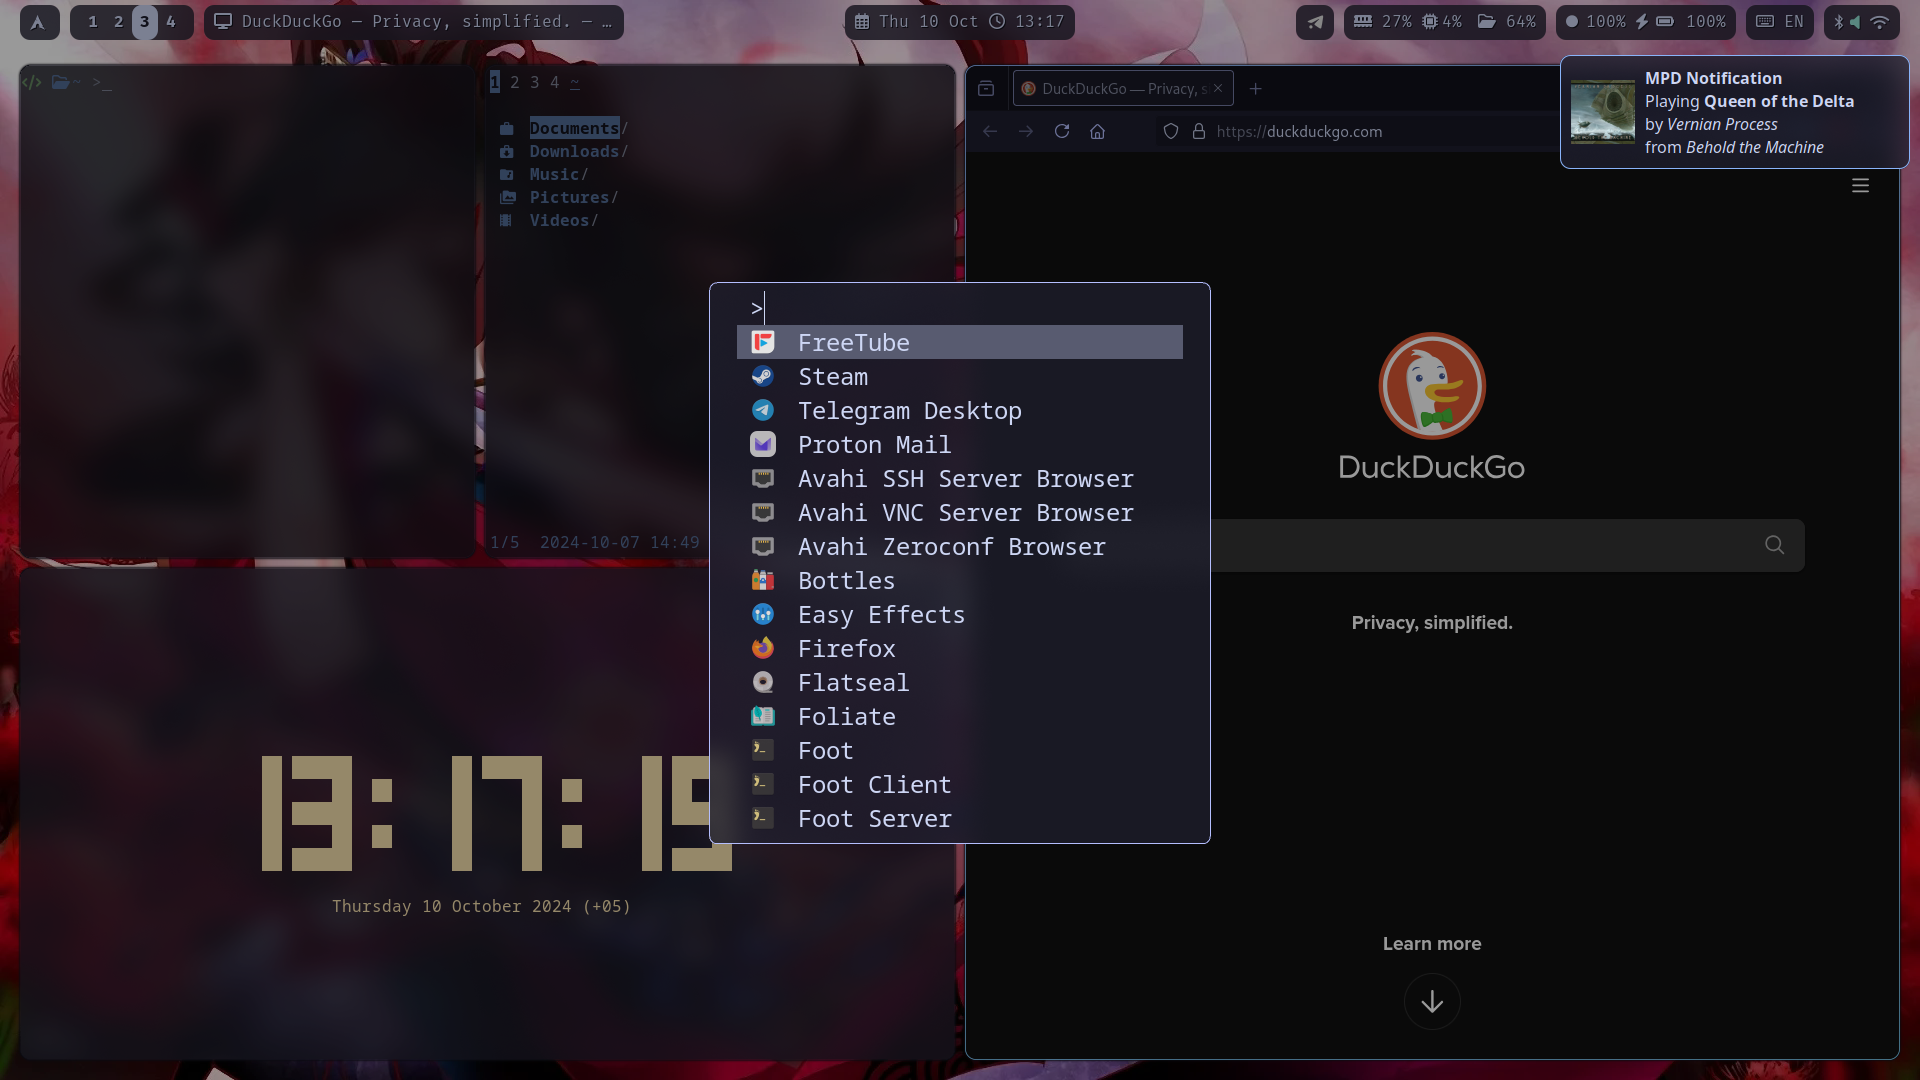 1 2 3 4
DuckDuckGo — Privacy, simplified. — …
Thu 10 Oct 13:17
27% 4% 64%
100% 100%
EN
</> ~ >_
1 2 3 4 ~
Documents/
Downloads/
Music/
Pictures/
Videos/
1/5 2024-10-07 14:49
DuckDuckGo — Privacy, s
https://duckduckgo.com
MPD Notification
Playing Queen of the Delta
by Vernian Process
from Behold the Machine
>
FreeTube
Steam
Telegram Desktop
Proton Mail
Avahi SSH Server Browser
Avahi VNC Server Browser
Avahi Zeroconf Browser
Bottles
Easy Effects
Firefox
Flatseal
Foliate
Foot
Foot Client
Foot Server
DuckDuckGo
Privacy, simplified.
Learn more
13:17:15
Thursday 10 October 2024 (+05)